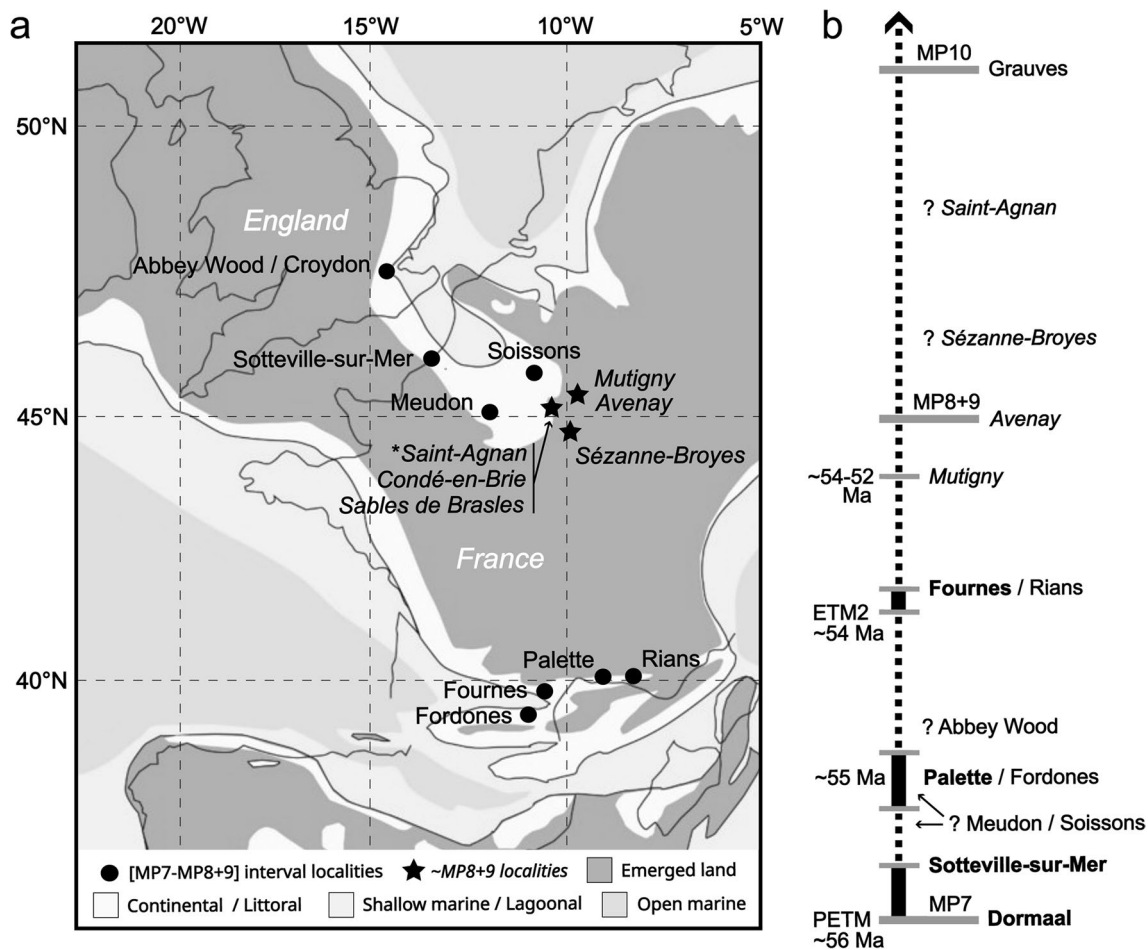 a
20°W 15°W 10°W 5°W
50°N
45°N
40°N
England
Abbey Wood / Croydon
Sotteville-sur-Mer
Soissons
Meudon
Mutigny
Avenay
*Saint-Agnan
Condé-en-Brie
Sables de Brasles
Sézanne-Broyes
France
Palette
Rians
Fournes
Fordones
[MP7-MP8+9] interval localities
~MP8+9 localities
Emerged land
Continental / Littoral
Shallow marine / Lagoonal
Open marine
b
MP10
Grauves
? Saint-Agnan
? Sézanne-Broyes
MP8+9
Avenay
~54-52
Ma
Mutigny
Fournes / Rians
ETM2
~54 Ma
? Abbey Wood
~55 Ma
Palette / Fordones
? Meudon / Soissons
Sotteville-sur-Mer
MP7
PETM
~56 Ma
Dormaal